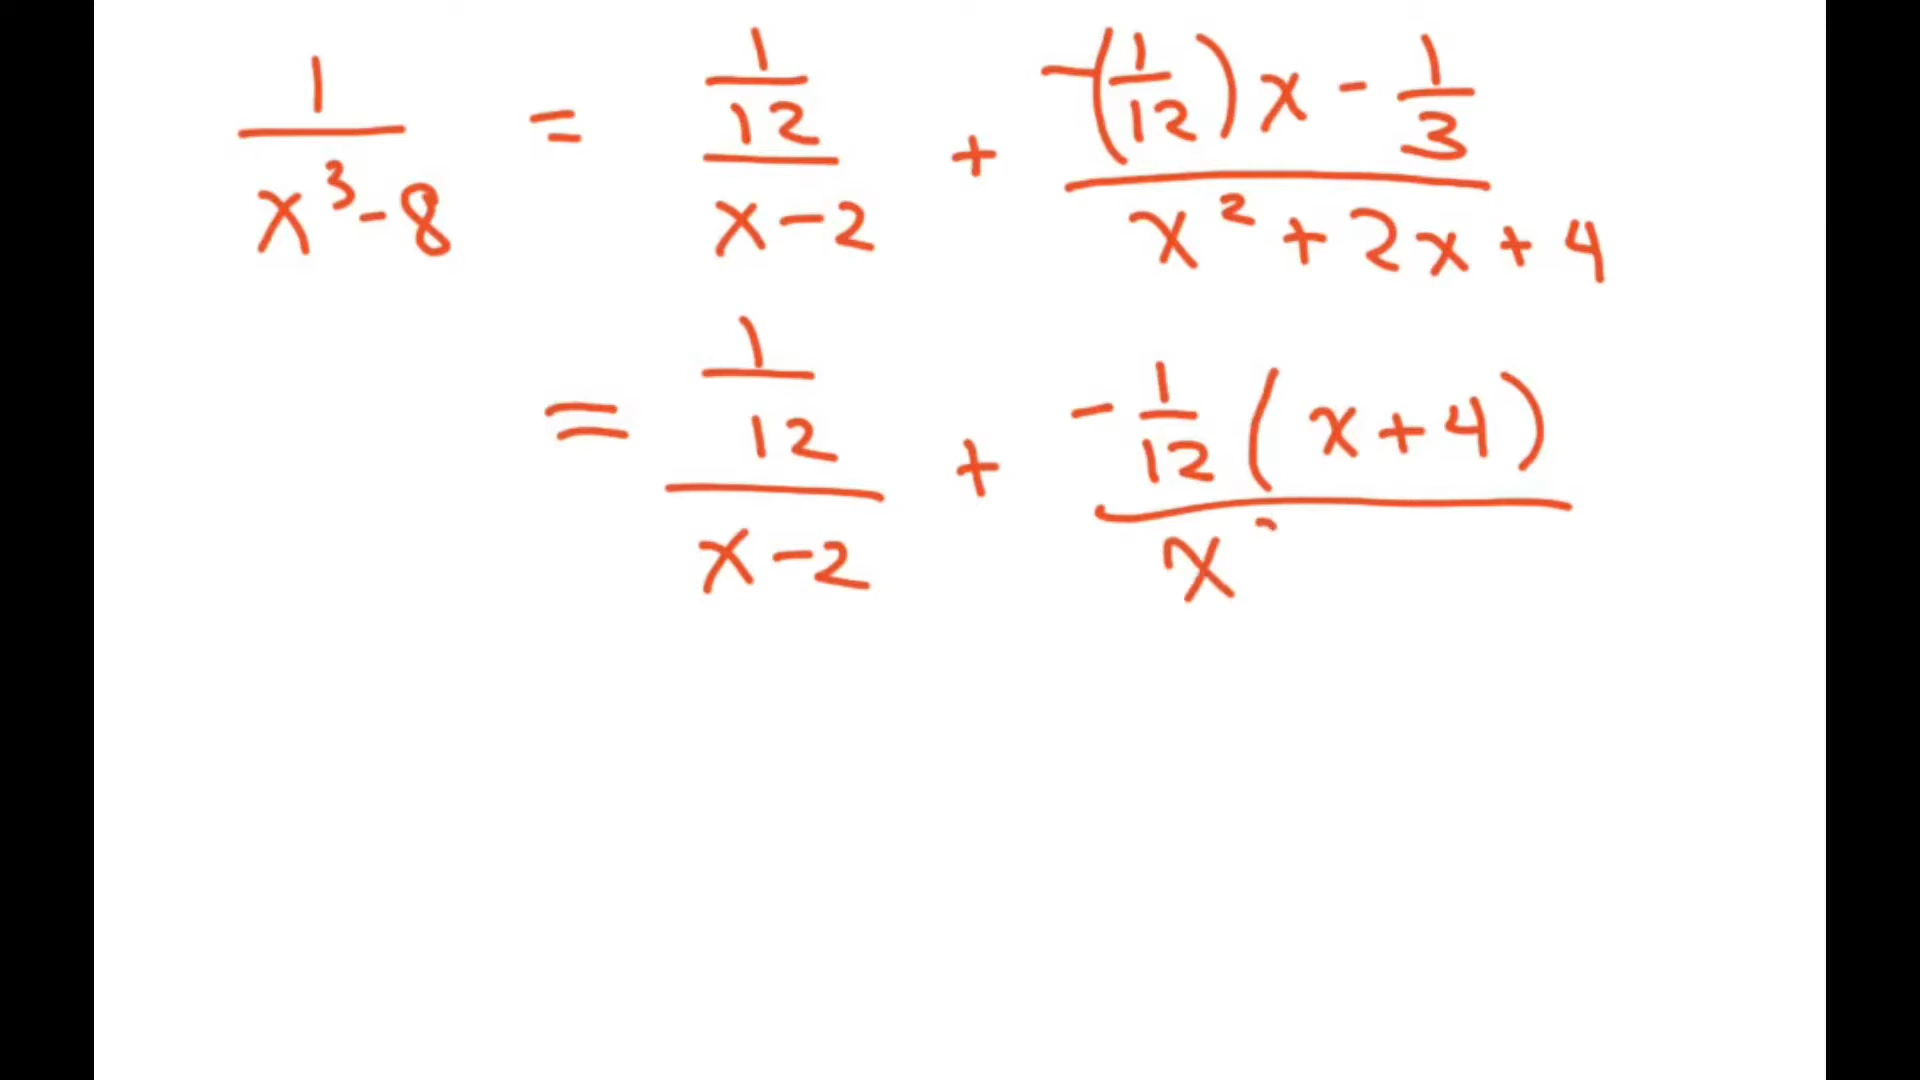 1/(x³-8) = (1/12)/(x-2) + (-(1/12)x - 1/3)/(x²+2x+4)
= (1/12)/(x-2) + (-1/12(x+4))/x